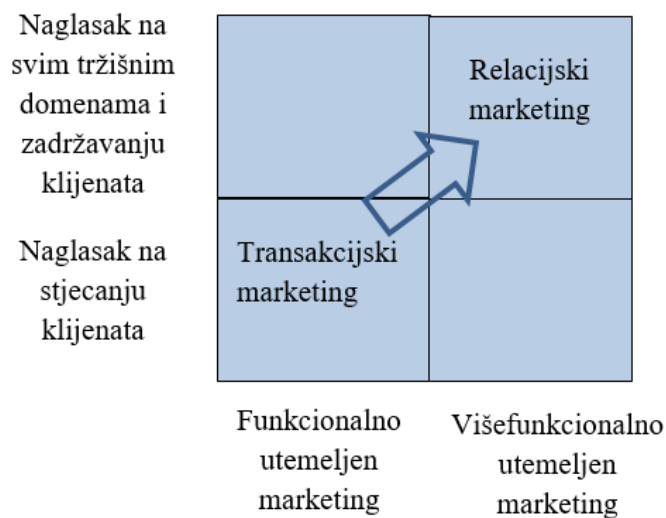 Naglasak na
svim tržišnim
domenama i
zadržavanju
klijenata
Relacijski
marketing
Naglasak na
stjecanju
klijenata
Transakcijski
marketing
Funkcionalno
utemeljen
marketing
Višefunkcionalno
utemeljen
marketing